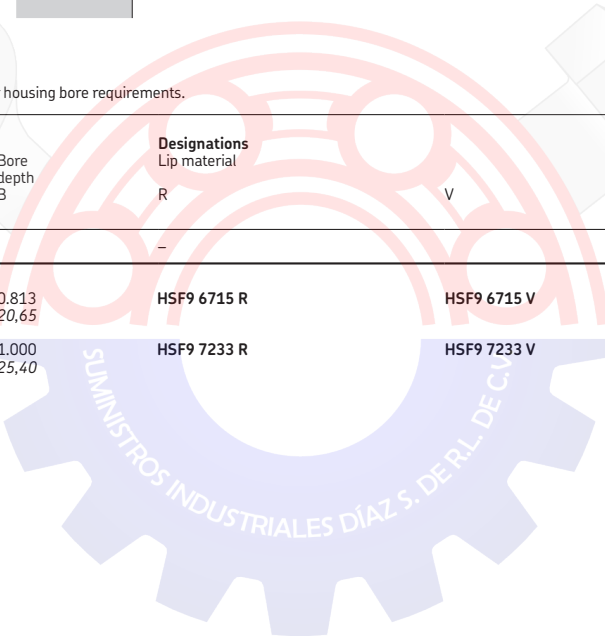 housing bore requirements.
Designations
Bore Lip material
depth
B R V
–
0.813 HSF9 6715 R HSF9 6715 V
20,65
1.000 HSF9 7233 R HSF9 7233 V
25,40
SUMINISTROS INDUSTRIALES DÍAZ S. DE R.L. DE C.V.